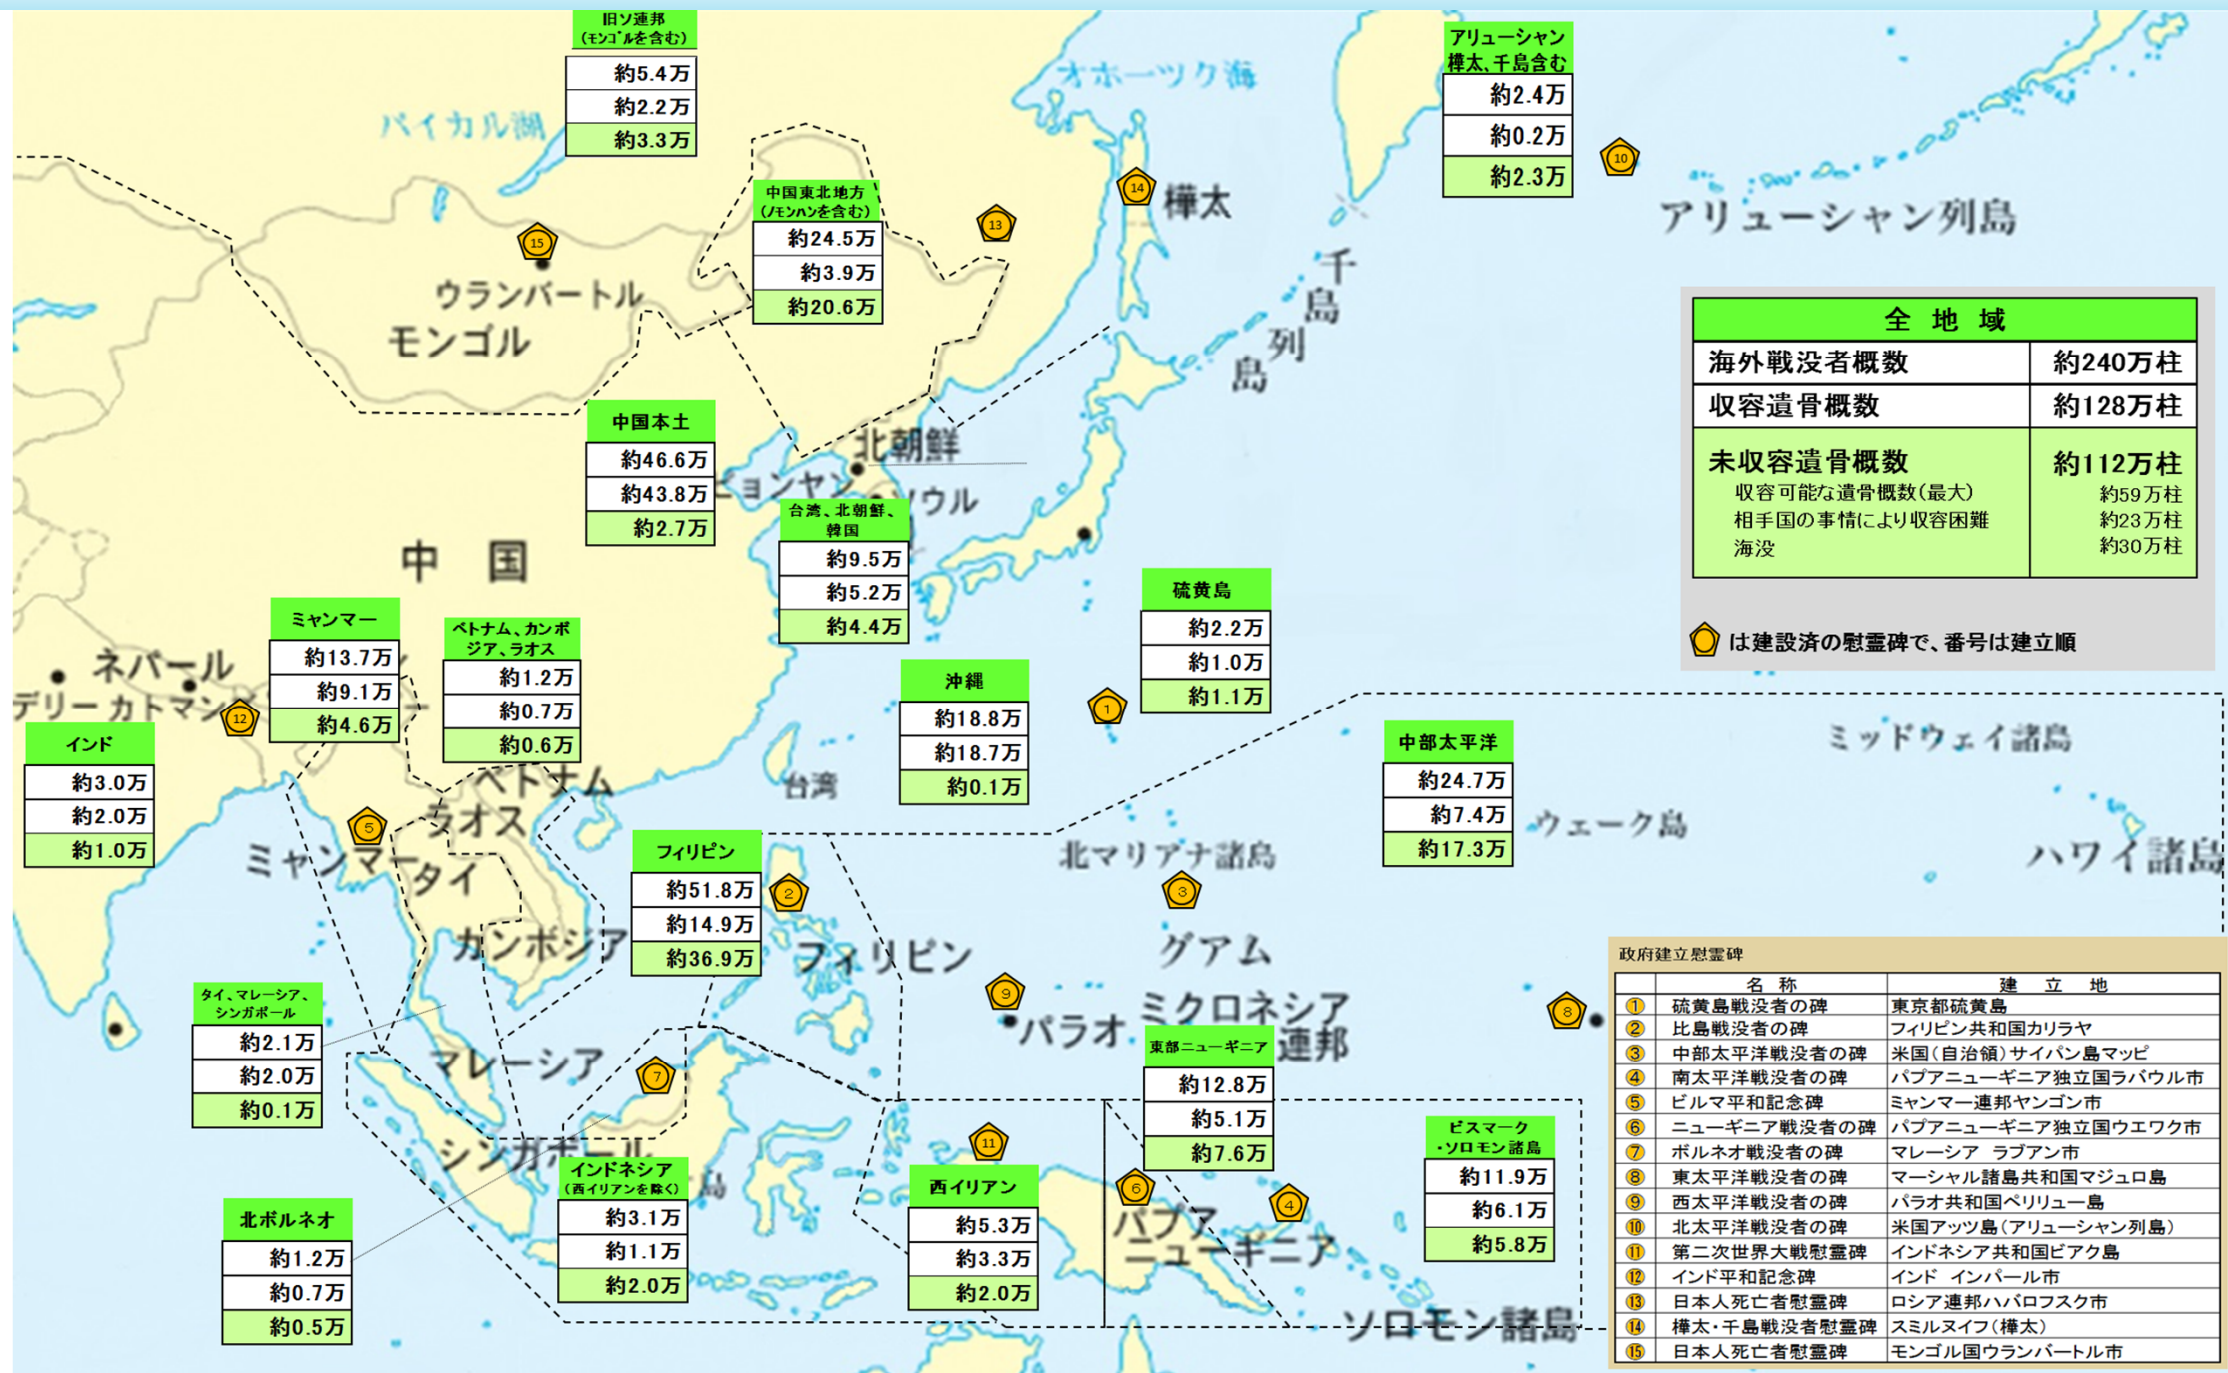 旧ソ連邦
(モンゴルを含む)
約5.4万
約2.2万
約3.3万
アリューシャン
樺太、千島含む
約2.4万
約0.2万
約2.3万
オホーツク海
バイカル湖
⑩
アリューシャン列島
⑭
樺太
千島列島
中国東北地方
(ノモンハンを含む)
約24.5万
約3.9万
約20.6万
⑬
⑮
ウランバートル
モンゴル
全地域
海外戦没者概数 約240万柱
収容遺骨概数 約128万柱
未収容遺骨概数 約112万柱
収容可能な遺骨概数(最大) 約59万柱
相手国の事情により収容困難 約23万柱
海没 約30万柱
は建設済の慰霊碑で、番号は建立順
中国本土
約46.6万
約43.8万
約2.7万
北朝鮮
ピョンヤン
ソウル
台湾、北朝鮮、
韓国
約9.5万
約5.2万
約4.4万
中国
硫黄島
約2.2万
約1.0万
約1.1万
①
ミャンマー
約13.7万
約9.1万
約4.6万
ベトナム、カンボ
ジア、ラオス
約1.2万
約0.7万
約0.6万
沖縄
約18.8万
約18.7万
約0.1万
ネパール
デリー カトマン
⑫
インド
約3.0万
約2.0万
約1.0万
中部太平洋
約24.7万
約7.4万
約17.3万
ミッドウェイ諸島
ウェーク島
ハワイ諸島
台湾
ベトナム
ラオス
⑤
ミャンマー
タイ
カンボジア
フィリピン
約51.8万
約14.9万
約36.9万
②
フィリピン
北マリアナ諸島
③
グアム
ミクロネシア
連邦
⑨
パラオ
⑧
タイ、マレーシア、
シンガポール
約2.1万
約2.0万
約0.1万
マレーシア
⑦
シンガポール
島
東部ニューギニア
約12.8万
約5.1万
約7.6万
ビスマーク
・ソロモン諸島
約11.9万
約6.1万
約5.8万
⑪
⑥
④
パプア
ニューギニア
ソロモン諸島
北ボルネオ
約1.2万
約0.7万
約0.5万
インドネシア
(西イリアンを除く)
約3.1万
約1.1万
約2.0万
西イリアン
約5.3万
約3.3万
約2.0万
政府建立慰霊碑
名称 建立地
① 硫黄島戦没者の碑 東京都硫黄島
② 比島戦没者の碑 フィリピン共和国カリラヤ
③ 中部太平洋戦没者の碑 米国(自治領)サイパン島マッピ
④ 南太平洋戦没者の碑 パプアニューギニア独立国ラバウル市
⑤ ビルマ平和記念碑 ミャンマー連邦ヤンゴン市
⑥ ニューギニア戦没者の碑 パプアニューギニア独立国ウエワク市
⑦ ボルネオ戦没者の碑 マレーシア ラブアン市
⑧ 東太平洋戦没者の碑 マーシャル諸島共和国マジュロ島
⑨ 西太平洋戦没者の碑 パラオ共和国ペリリュー島
⑩ 北太平洋戦没者の碑 米国アッツ島(アリューシャン列島)
⑪ 第二次世界大戦慰霊碑 インドネシア共和国ビアク島
⑫ インド平和記念碑 インド インパール市
⑬ 日本人死亡者慰霊碑 ロシア連邦ハバロフスク市
⑭ 樺太・千島戦没者慰霊碑 スミルヌイフ(樺太)
⑮ 日本人死亡者慰霊碑 モンゴル国ウランバートル市